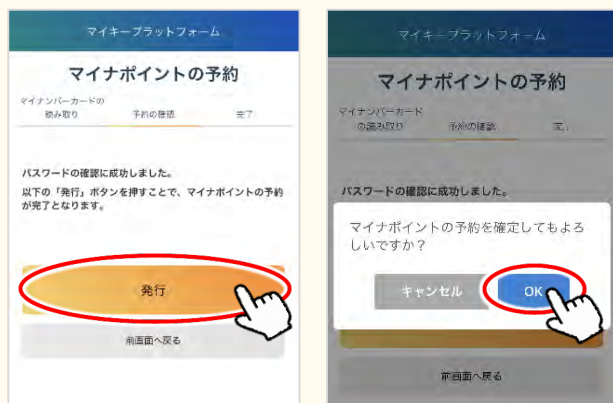 マイキープラットフォーム
マイナポイントの予約
マイナンバーカードの
読み取り
予約の確認
完了
パスワードの確認に成功しました。
以下の「発行」ボタンを押すことで、マイナポイントの予約
が完了となります。
発行
前画面へ戻る
マイキープラットフォーム
マイナポイントの予約
マイナンバーカード
の読み取り
予約の確認
完
パスワードの確認に成功しました。
マイナポイントの予約を確定してもよろ
しいですか？
キャンセル
OK
前画面へ戻る